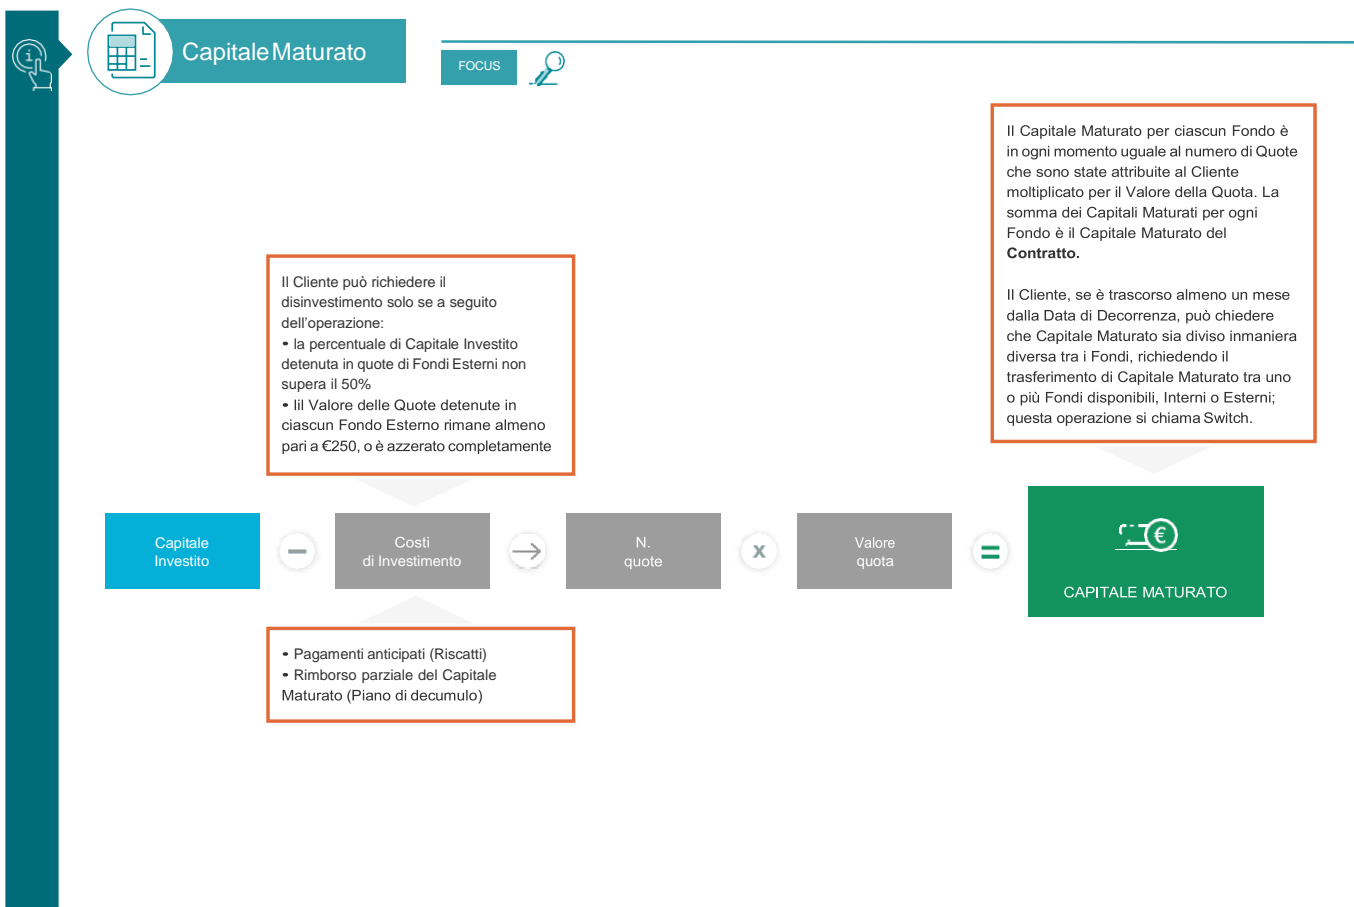 Capitale Maturato
FOCUS
Il Capitale Maturato per ciascun Fondo è
in ogni momento uguale al numero di Quote
che sono state attribuite al Cliente
moltiplicato per il Valore della Quota. La
somma dei Capitali Maturati per ogni
Fondo è il Capitale Maturato del
Contratto.
Il Cliente, se è trascorso almeno un mese
dalla Data di Decorrenza, può chiedere
che Capitale Maturato sia diviso inmaniera
diversa tra i Fondi, richiedendo il
trasferimento di Capitale Maturato tra uno
o più Fondi disponibili, Interni o Esterni;
questa operazione si chiama Switch.
Il Cliente può richiedere il
disinvestimento solo se a seguito
dell'operazione:
• la percentuale di Capitale Investito
detenuta in quote di Fondi Esterni non
supera il 50%
• Iil Valore delle Quote detenute in
ciascun Fondo Esterno rimane almeno
pari a €250, o è azzerato completamente
Capitale
Investito
−
Costi
di Investimento
→
N.
quote
x
Valore
quota
=
€
CAPITALE MATURATO
• Pagamenti anticipati (Riscatti)
• Rimborso parziale del Capitale
Maturato (Piano di decumulo)